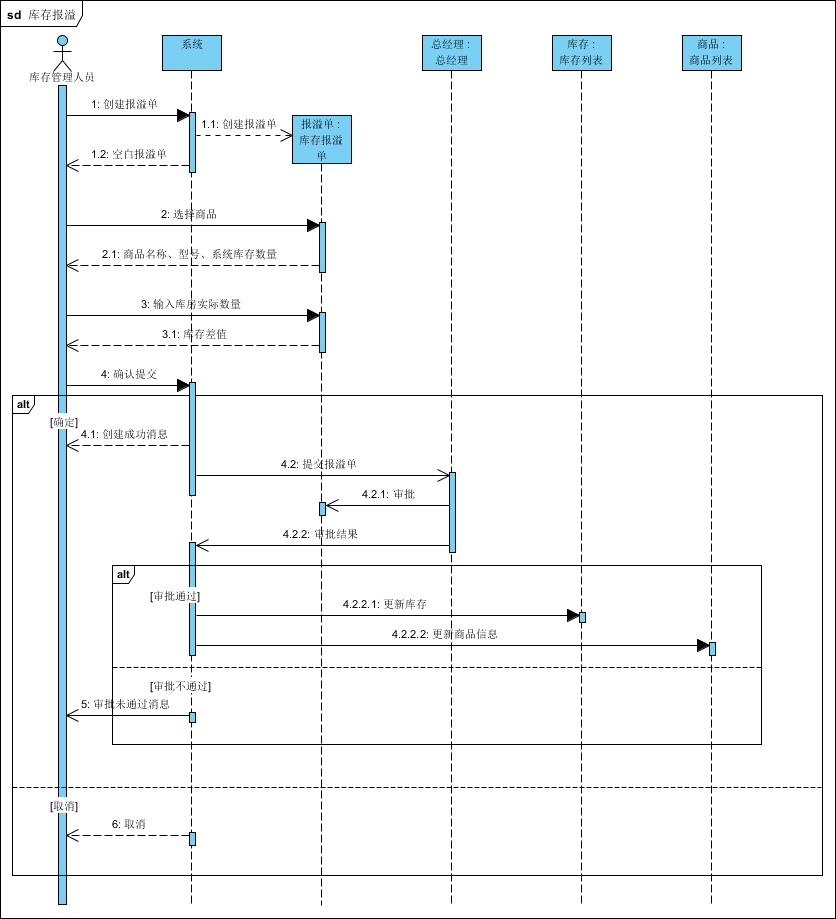 sd 库存报溢
系统
总经理 :
总经理
库存 :
库存列表
商品 :
商品列表
库存管理人员
1: 创建报溢单
1.1: 创建报溢单
报溢单 :
库存报溢
单
1.2: 空白报溢单
2: 选择商品
2.1: 商品名称、型号、系统库存数量
3: 输入库房实际数量
3.1: 库存差值
4: 确认提交
alt
[确定]
4.1: 创建成功消息
4.2: 提交报溢单
4.2.1: 审批
4.2.2: 审批结果
alt
[审批通过]
4.2.2.1: 更新库存
4.2.2.2: 更新商品信息
[审批不通过]
5: 审批未通过消息
[取消]
6: 取消